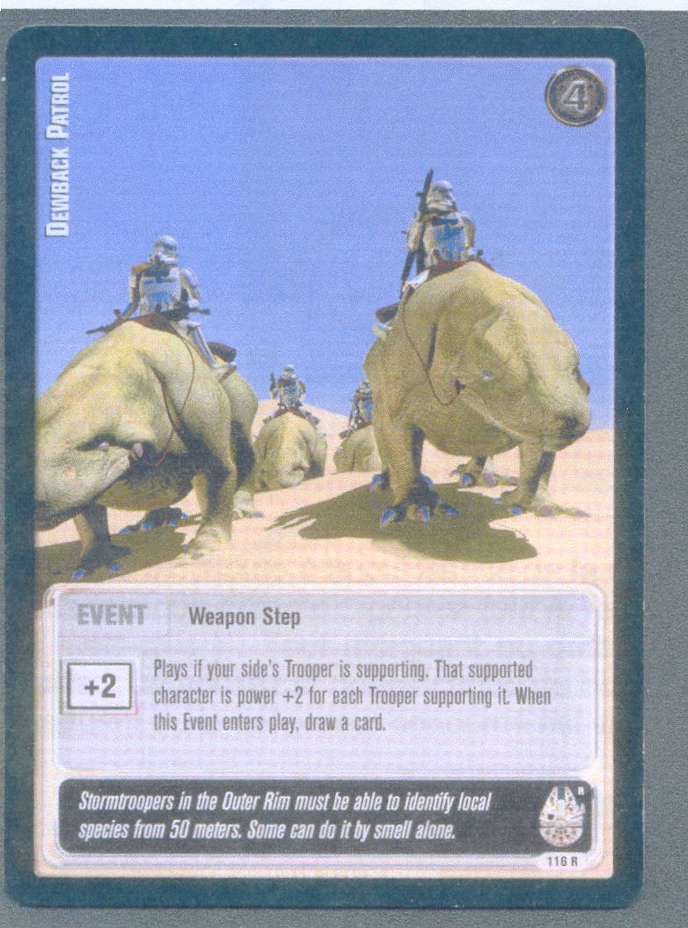 DEWBACK PATROL
4
EVENT Weapon Step
+2
Plays if your side's Trooper is supporting. That supported
character is power +2 for each Trooper supporting it. When
this Event enters play, draw a card.
Stormtroopers in the Outer Rim must be able to identify local
species from 50 meters. Some can do it by smell alone.
R
116 R